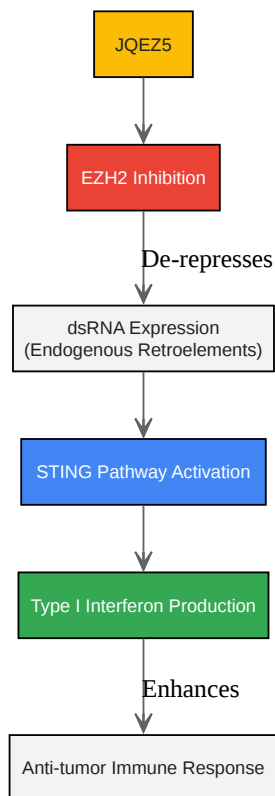 JQEZ5
EZH2 Inhibition
De-represses
dsRNA Expression
(Endogenous Retroelements)
STING Pathway Activation
Type I Interferon Production
Enhances
Anti-tumor Immune Response